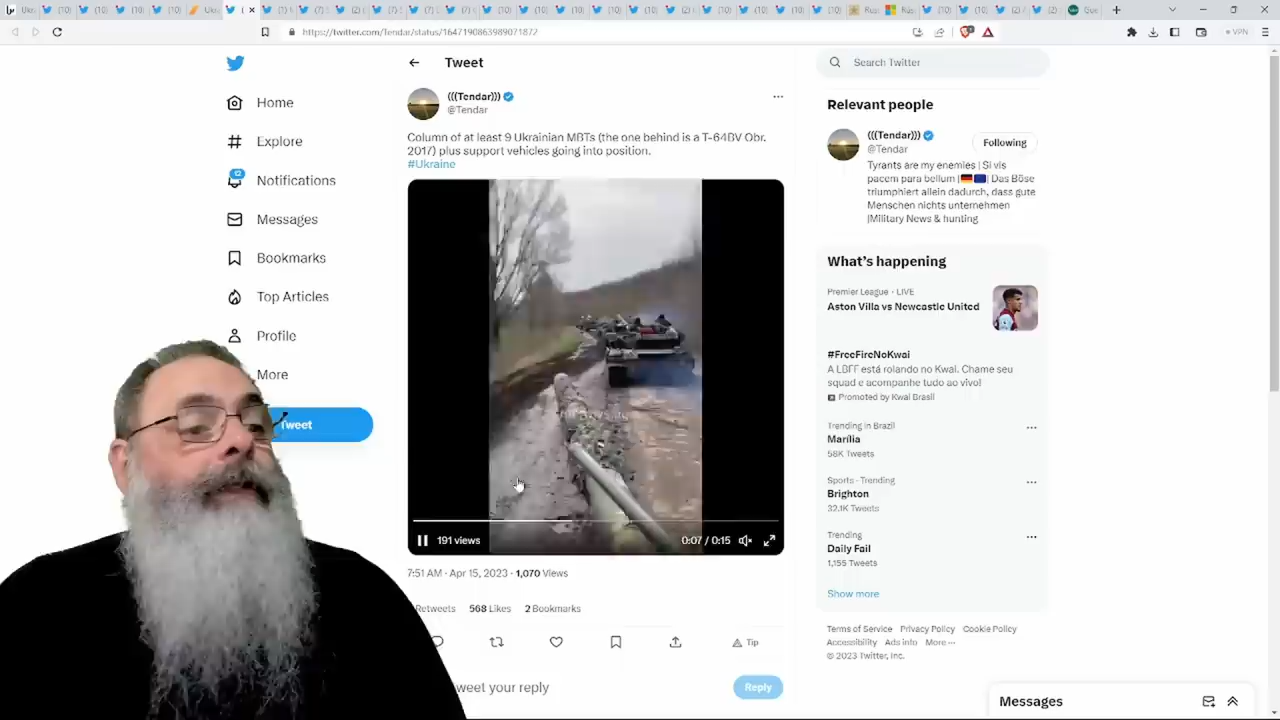 https://twitter.com/Tendar/status/1647190863989071872
VPN
Home
Explore
Notifications
Messages
Bookmarks
Top Articles
Profile
More
Tweet
Tweet
(((Tendar)))
@Tendar
Column of at least 9 Ukrainian MBTs (the one behind is a T-64BV Obr.
2017) plus support vehicles going into position.
#Ukraine
191 views
0:07 / 0:15
7:51 AM · Apr 15, 2023 · 1,070 Views
Retweets 568 Likes 2 Bookmarks
Tip
weet your reply
Reply
Search Twitter
Relevant people
(((Tendar)))
@Tendar
Following
Tyrants are my enemies | Si vis
pacem para bellum | Das Böse
triumphiert allein dadurch, dass gute
Menschen nichts unternehmen
|Military News & hunting
What's happening
Premier League · LIVE
Aston Villa vs Newcastle United
#FreeFireNoKwai
A LBFF está rolando no Kwai. Chame seu
squad e acompanhe tudo ao vivo!
Promoted by Kwai Brasil
Trending in Brazil
Marília
58K Tweets
Sports · Trending
Brighton
32.1K Tweets
Trending
Daily Fail
1,155 Tweets
Show more
Terms of Service Privacy Policy Cookie Policy
Accessibility Ads info More ···
© 2023 Twitter, Inc.
Messages